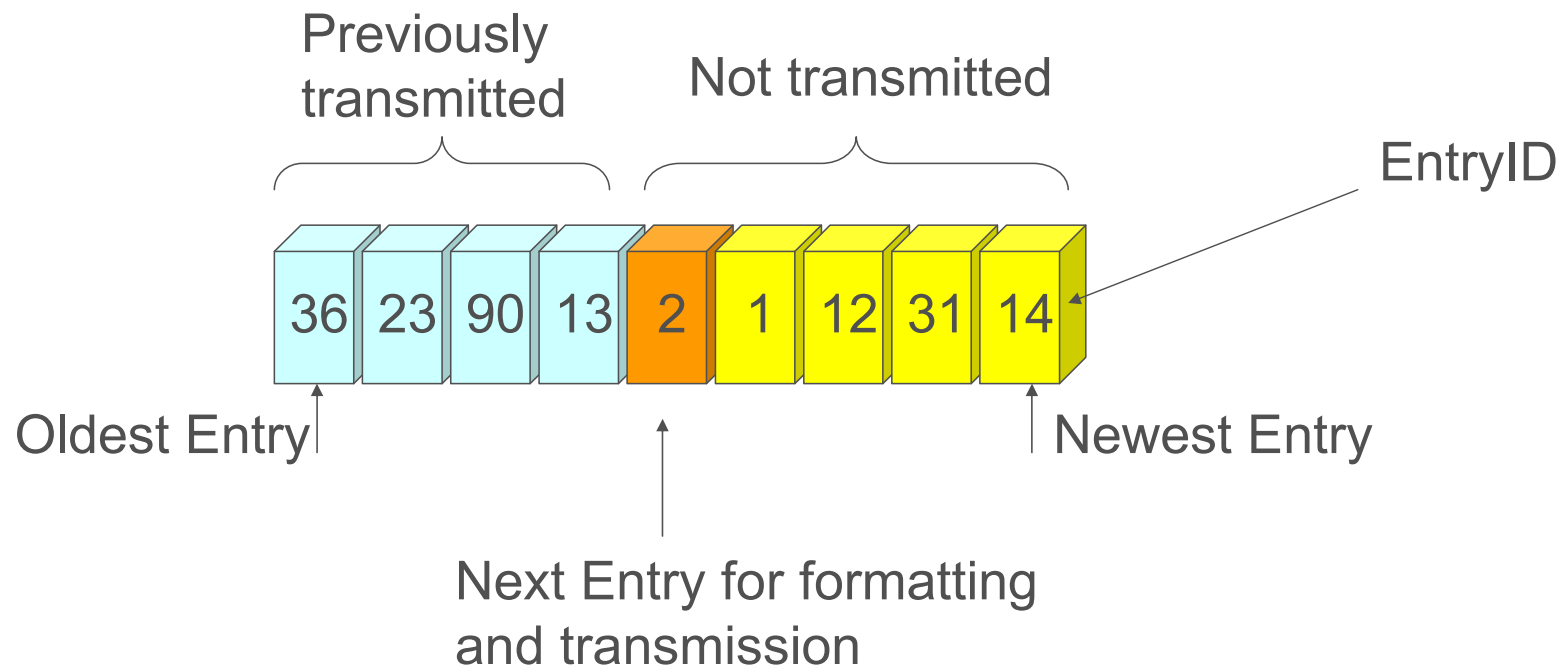 Previously
transmitted
Not transmitted
EntryID
36 23 90 13 2 1 12 31 14
Oldest Entry
Newest Entry
Next Entry for formatting
and transmission